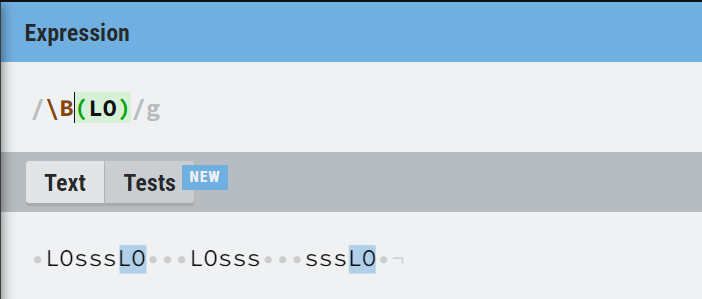 Expression
/\B(LO)/g
Text Tests NEW
·LOsssLO···LOsss···sssLO·¬